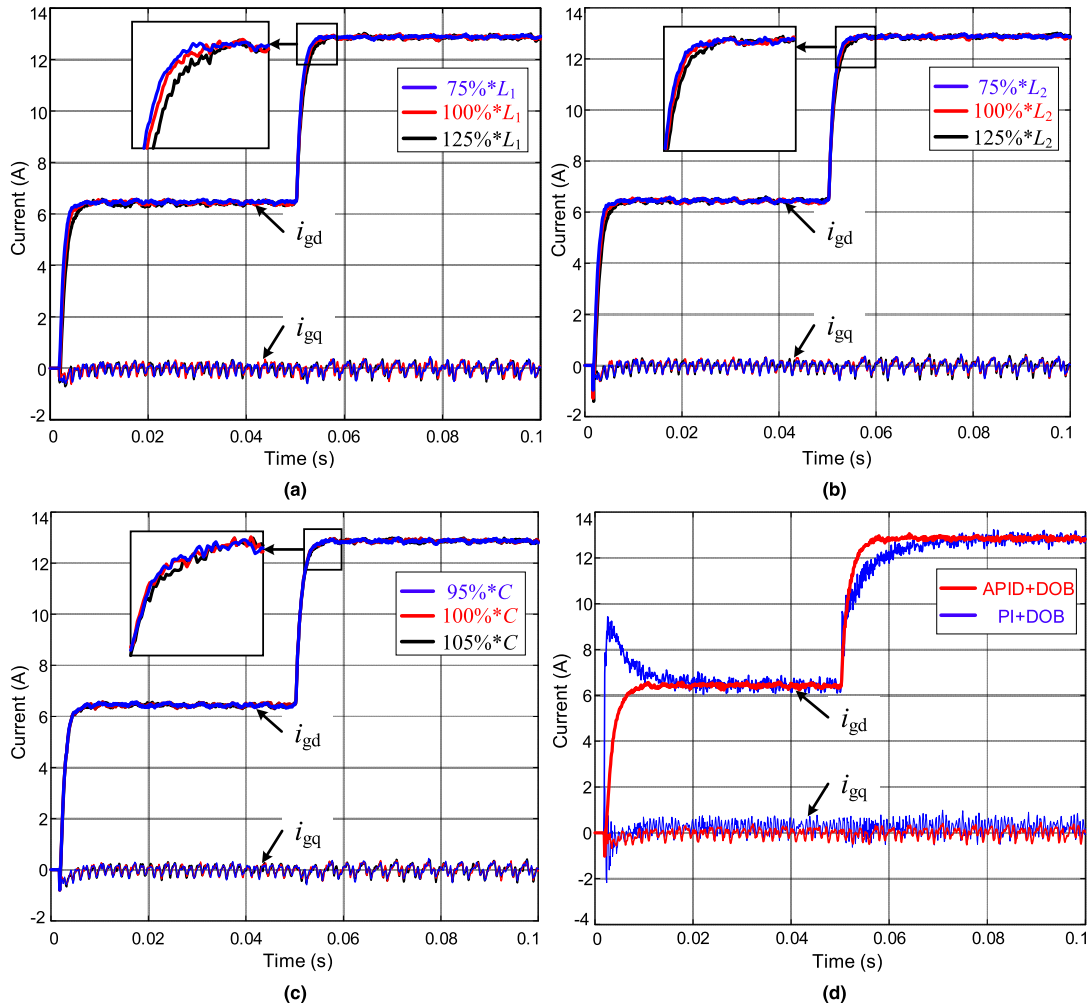 14
12
10
8
6
4
2
0
-2
Current (A)
75%*L1
100%*L1
125%*L1
igd
igq
0
0.02
0.04
0.06
0.08
0.1
Time (s)
(a)
14
12
10
8
6
4
2
0
-2
Current (A)
75%*L2
100%*L2
125%*L2
igd
igq
0
0.02
0.04
0.06
0.08
0.1
Time (s)
(b)
14
12
10
8
6
4
2
0
-2
Current (A)
95%*C
100%*C
105%*C
igd
igq
0
0.02
0.04
0.06
0.08
0.1
Time (s)
(c)
14
12
10
8
6
4
2
0
-2
-4
Current (A)
APID+DOB
PI+DOB
igd
igq
0
0.02
0.04
0.06
0.08
0.1
Time (s)
(d)